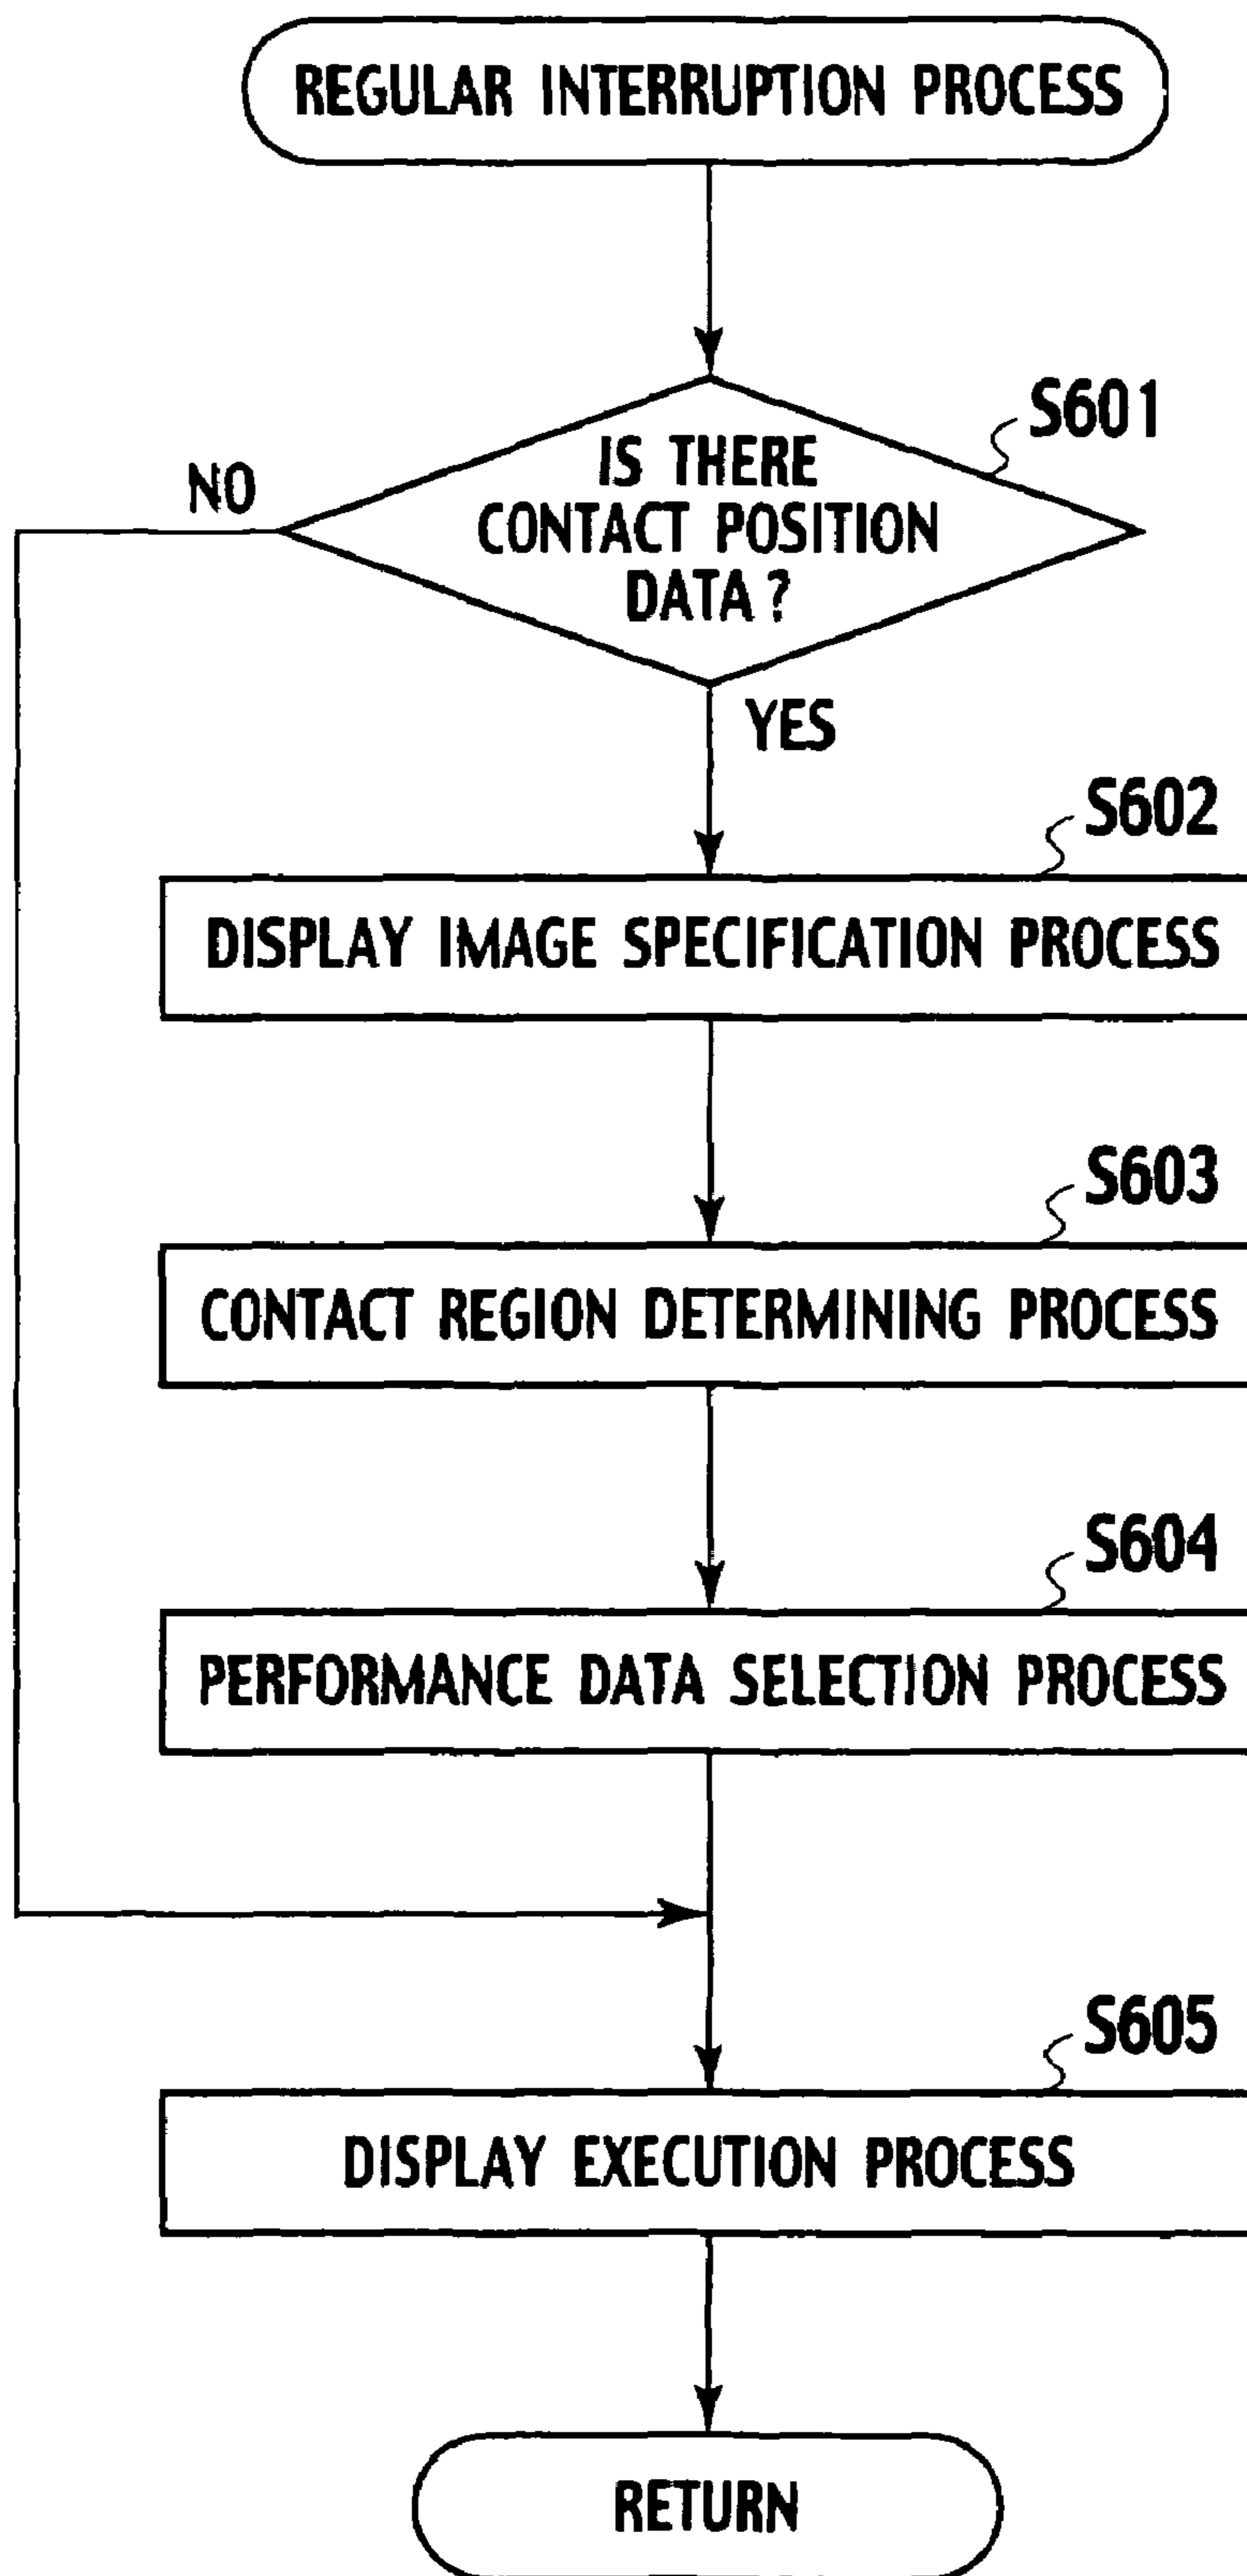 REGULAR INTERRUPTION PROCESS
S601
IS THERE
CONTACT POSITION
DATA ?
NO
YES
S602
DISPLAY IMAGE SPECIFICATION PROCESS
S603
CONTACT REGION DETERMINING PROCESS
S604
PERFORMANCE DATA SELECTION PROCESS
S605
DISPLAY EXECUTION PROCESS
RETURN